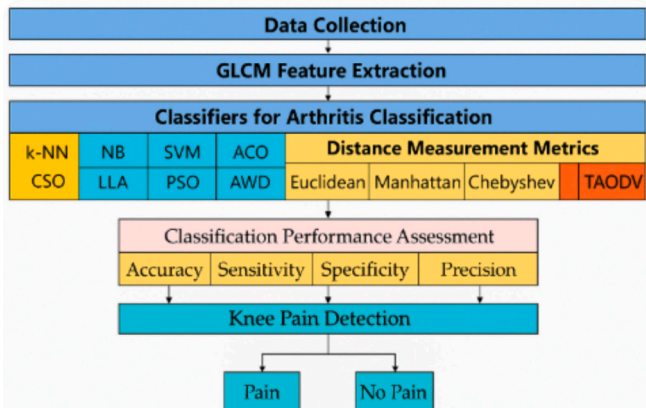 Data Collection
GLCM Feature Extraction
Classifiers for Arthritis Classification
k-NN NB SVM ACO Distance Measurement Metrics
CSO LLA PSO AWD Euclidean Manhattan Chebyshev TAODV
Classification Performance Assessment
Accuracy Sensitivity Specificity Precision
Knee Pain Detection
Pain No Pain